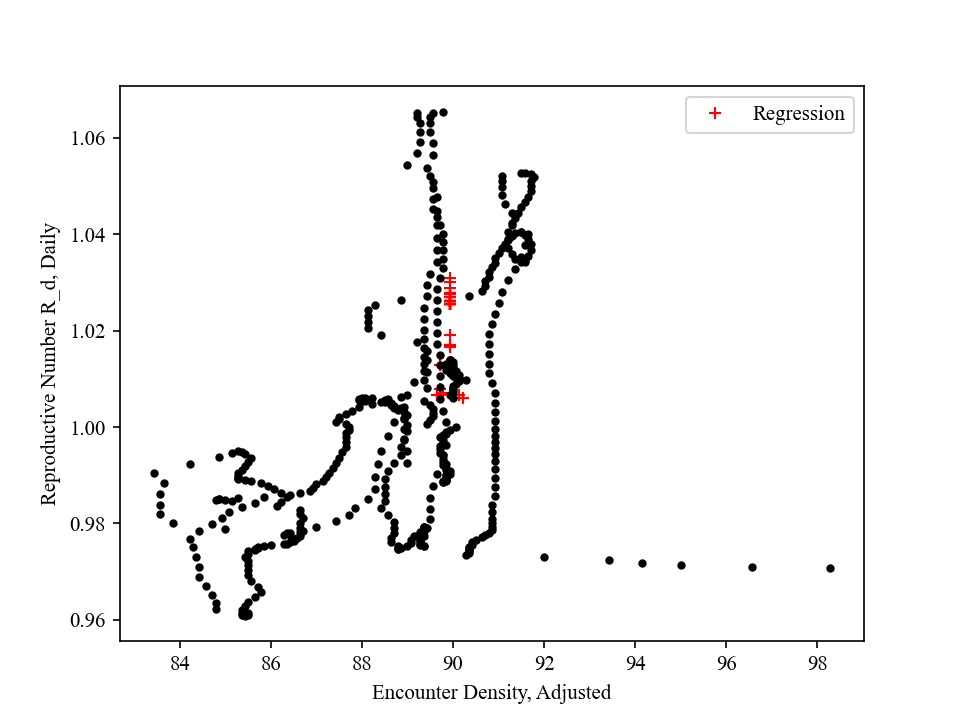 Regression
1.06
1.04
1.02
1.00
0.98
0.96
Reproductive Number R_d, Daily
84 86 88 90 92 94 96 98
Encounter Density, Adjusted